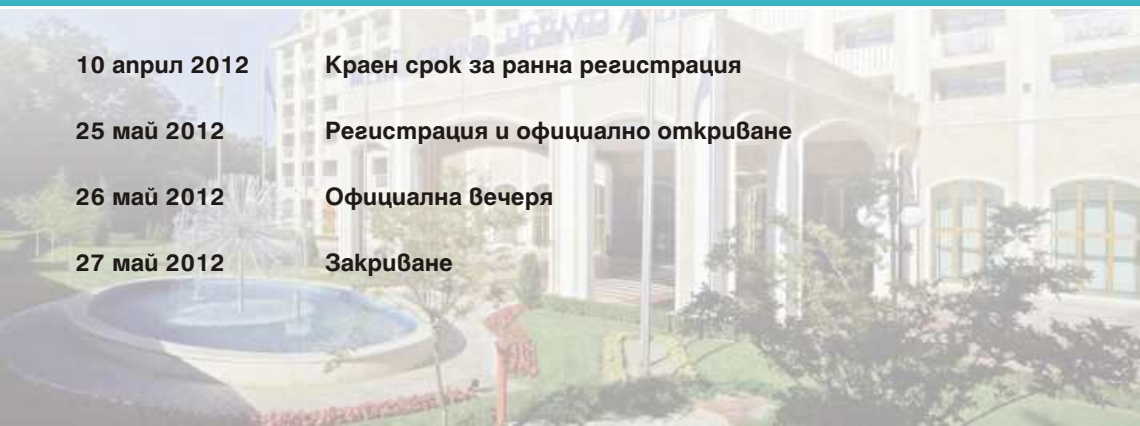 10 април 2012 Краен срок за ранна регистрация
25 май 2012 Регистрация и официално откриване
26 май 2012 Официална вечеря
27 май 2012 Закриване